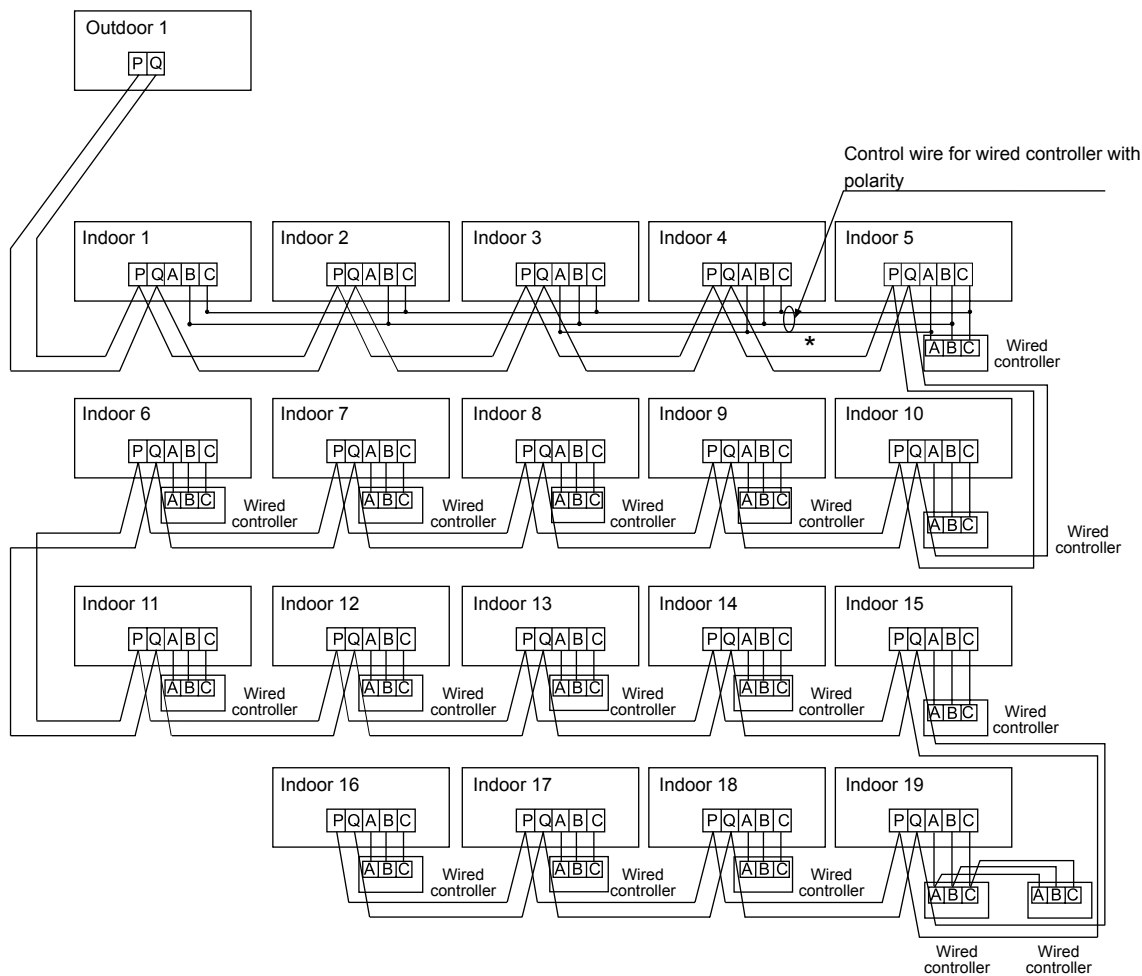 Outdoor 1
P Q
Control wire for wired controller with
polarity
Indoor 1
Indoor 2
Indoor 3
Indoor 4
Indoor 5
P Q A B C
P Q A B C
P Q A B C
P Q A B C
P Q A B C
*
A B C
Wired
controller
Indoor 6
Indoor 7
Indoor 8
Indoor 9
Indoor 10
P Q A B C
P Q A B C
P Q A B C
P Q A B C
P Q A B C
A B C
Wired
controller
A B C
Wired
controller
A B C
Wired
controller
A B C
Wired
controller
A B C
Wired
controller
Indoor 11
Indoor 12
Indoor 13
Indoor 14
Indoor 15
P Q A B C
P Q A B C
P Q A B C
P Q A B C
P Q A B C
A B C
Wired
controller
A B C
Wired
controller
A B C
Wired
controller
A B C
Wired
controller
A B C
Wired
controller
Indoor 16
Indoor 17
Indoor 18
Indoor 19
P Q A B C
P Q A B C
P Q A B C
P Q A B C
A B C
Wired
controller
A B C
Wired
controller
A B C
Wired
controller
A B C
A B C
Wired
controller
Wired
controller